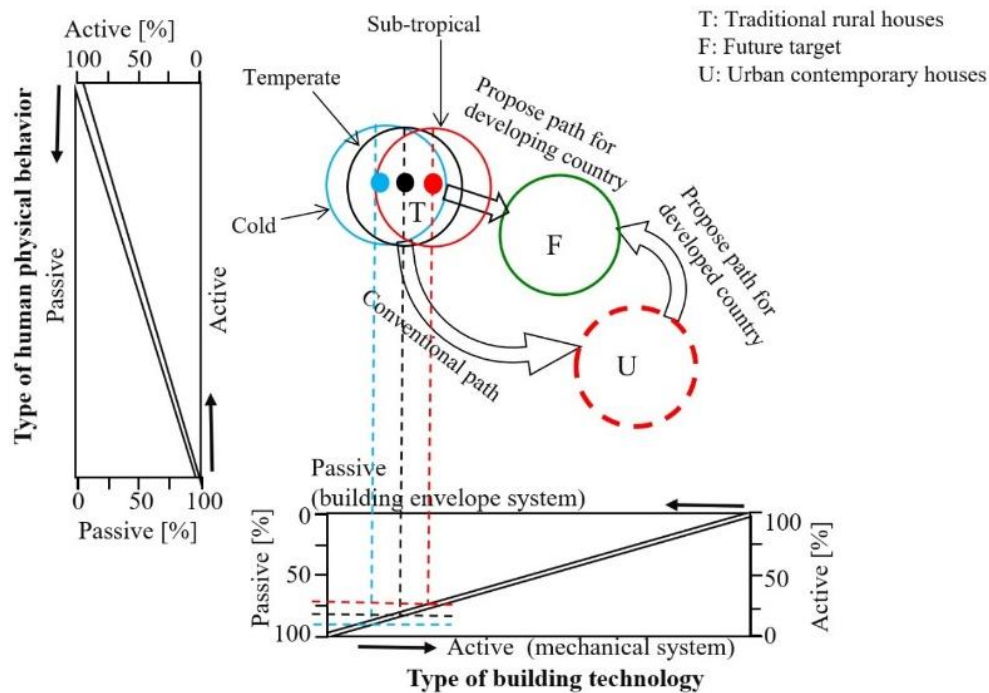 Active [%]
100 50 0
Type of human physical behavior
Passive
Active
0 50 100
Passive [%]
Sub-tropical
Temperate
Cold
T
Propose path for
developing country
F
Propose path for
developed country
Conventional path
U
T: Traditional rural houses
F: Future target
U: Urban contemporary houses
Passive
(building envelope system)
Passive [%]
0
50
100
100
50
0
Active [%]
Active (mechanical system)
Type of building technology